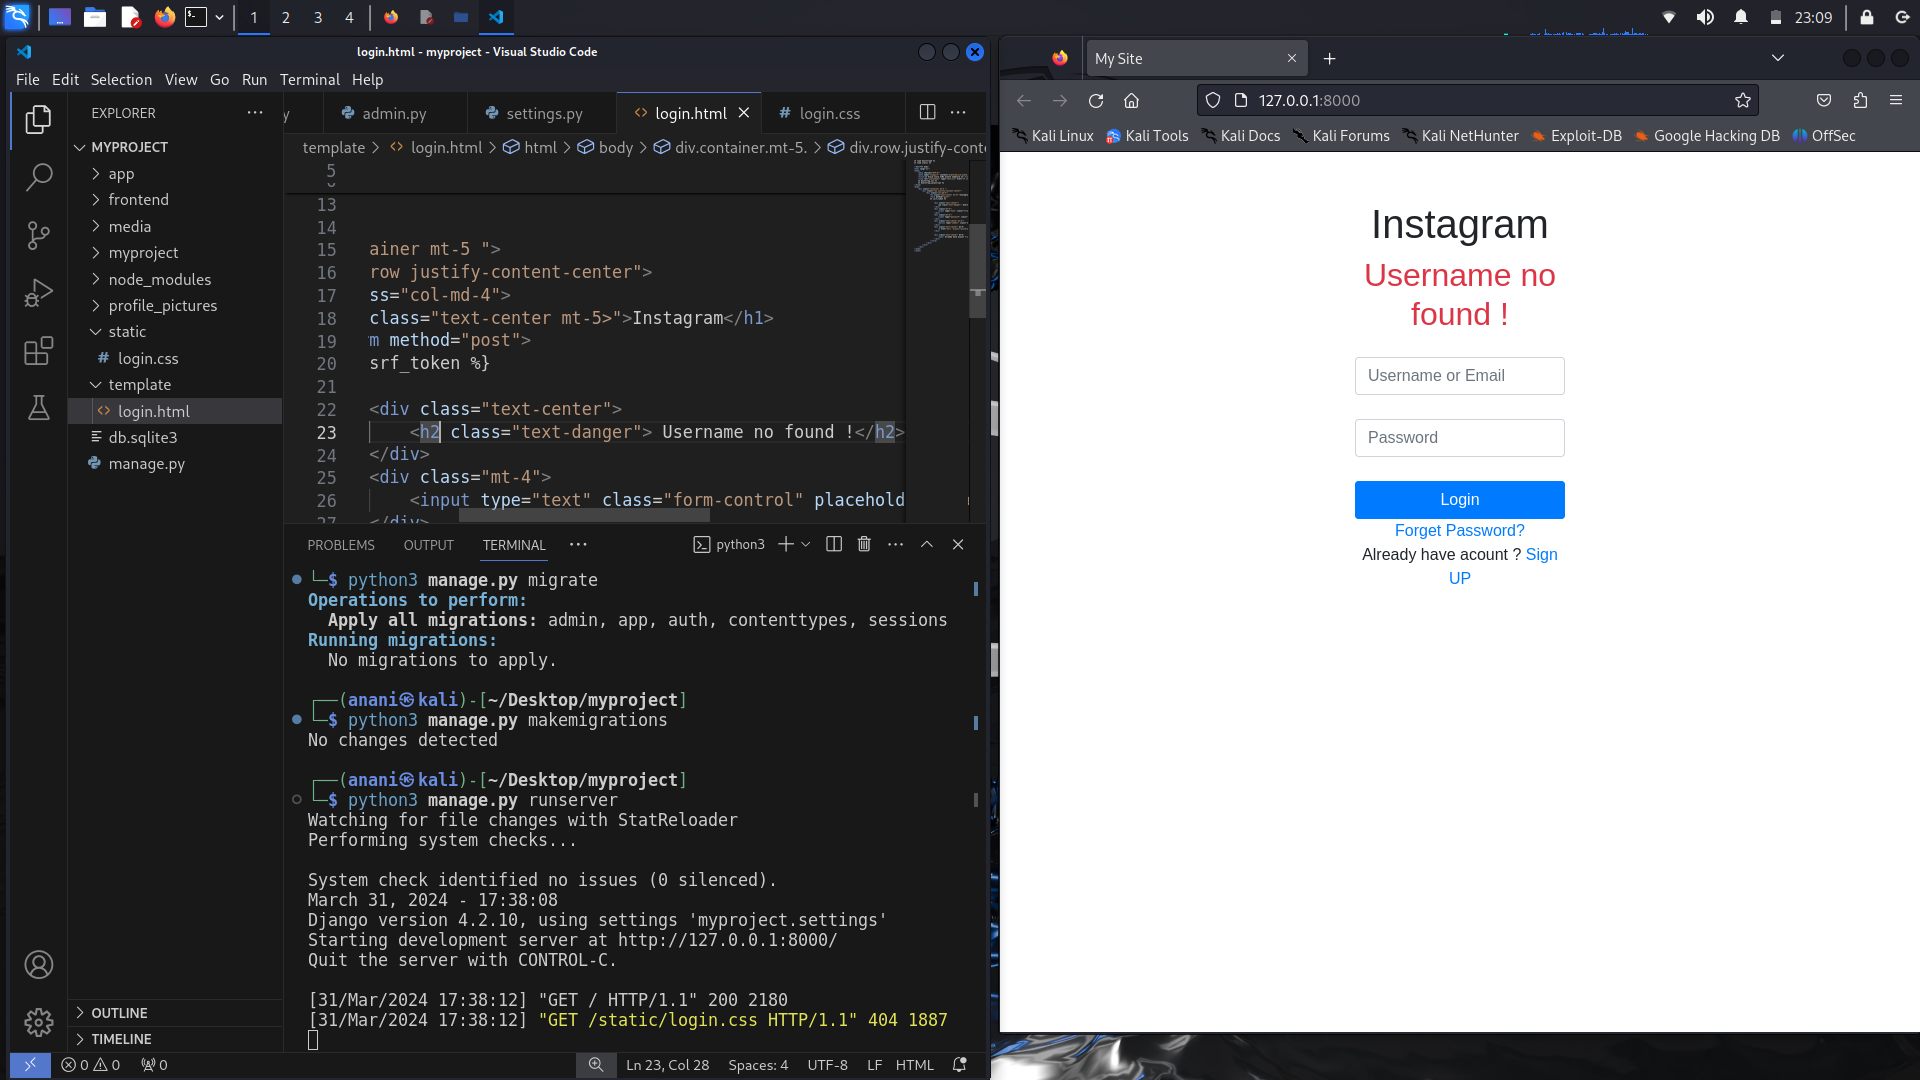 1 2 3 4
23:09
login.html - myproject - Visual Studio Code
File Edit Selection View Go Run Terminal Help
EXPLORER
MYPROJECT
app
frontend
media
myproject
node_modules
profile_pictures
static
# login.css
template
<> login.html
db.sqlite3
manage.py
OUTLINE
TIMELINE
y admin.py settings.py <> login.html # login.css
template > <> login.html > html > body > div.container.mt-5. > div.row.justify-conte
5
13
14
15 ainer mt-5 ">
16 row justify-content-center">
17 ss="col-md-4">
18 class="text-center mt-5>">Instagram</h1>
19 m method="post">
20 srf_token %}
21
22 <div class="text-center">
23 <h2 class="text-danger"> Username no found !</h2>
24 </div>
25 <div class="mt-4">
26 <input type="text" class="form-control" placehold
27 </div>
PROBLEMS OUTPUT TERMINAL ··· python3
└─$ python3 manage.py migrate
Operations to perform:
Apply all migrations: admin, app, auth, contenttypes, sessions
Running migrations:
No migrations to apply.
┌──(anani㉿kali)-[~/Desktop/myproject]
└─$ python3 manage.py makemigrations
No changes detected
┌──(anani㉿kali)-[~/Desktop/myproject]
└─$ python3 manage.py runserver
Watching for file changes with StatReloader
Performing system checks...
System check identified no issues (0 silenced).
March 31, 2024 - 17:38:08
Django version 4.2.10, using settings 'myproject.settings'
Starting development server at http://127.0.0.1:8000/
Quit the server with CONTROL-C.
[31/Mar/2024 17:38:12] "GET / HTTP/1.1" 200 2180
[31/Mar/2024 17:38:12] "GET /static/login.css HTTP/1.1" 404 1887
0 0 0 Ln 23, Col 28 Spaces: 4 UTF-8 LF HTML
My Site
127.0.0.1:8000
Kali Linux Kali Tools Kali Docs Kali Forums Kali NetHunter Exploit-DB Google Hacking DB OffSec
Instagram
Username no
found !
Username or Email
Password
Login
Forget Password?
Already have acount ? Sign
UP